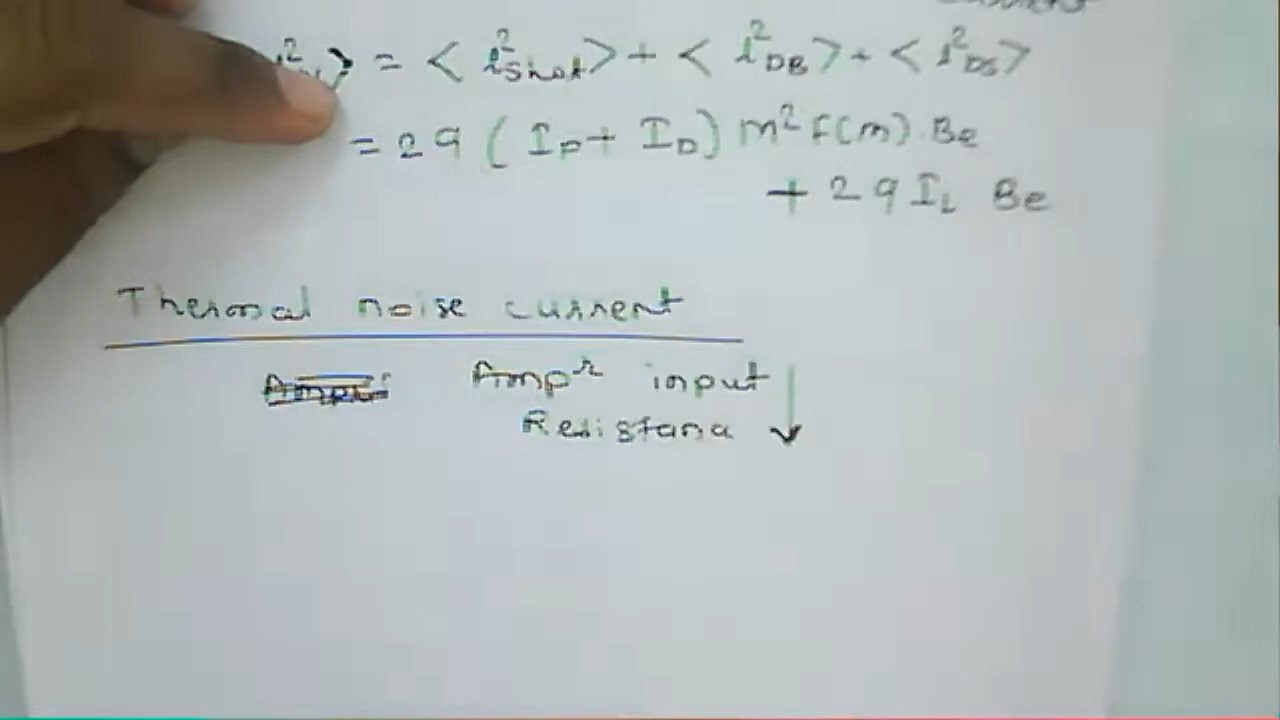 > = < i²shot > + < i²DB > + < i²DS >
= 2q ( IP + ID ) M² F(M) . Be
+ 2q IL Be
Thermal noise current
Ampʳ input
Resistance ↓